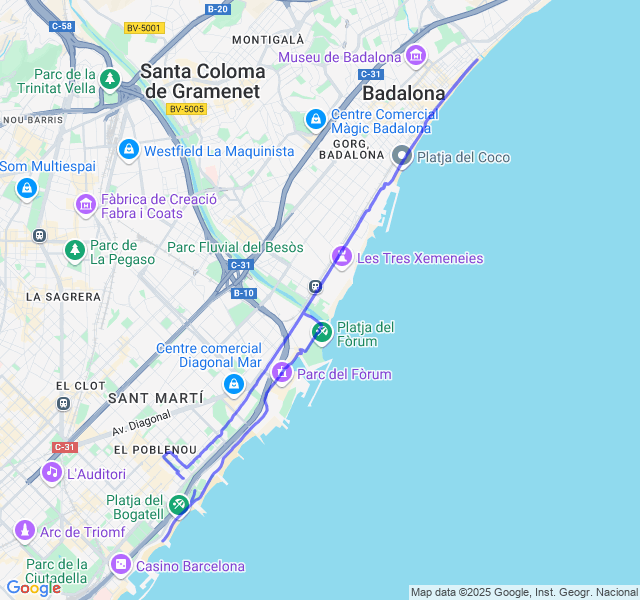 C-58
BV-5001
B-20
C-31
MONTIGALÀ
Museu de Badalona
Parc de la
Trinitat Vella
Santa Coloma
de Gramenet
BV-5005
Badalona
NOU BARRIS
Centre Comercial
Màgic Badalona
Westfield La Maquinista
GORG,
BADALONA
Platja del Coco
Som Multiespai
Fàbrica de Creació
Fabra i Coats
Parc de
La Pegaso
Parc Fluvial del Besòs
C-31
B-10
Les Tres Xemeneies
LA SAGRERA
Platja del
Fòrum
Centre comercial
Diagonal Mar
Parc del Fòrum
EL CLOT
SANT MARTÍ
Av. Diagonal
C-31
EL POBLENOU
L'Auditori
Platja del
Bogatell
Arc de Triomf
Parc de la
Ciutadella
Casino Barcelona
Google
Map data ©2025 Google, Inst. Geogr. Nacional